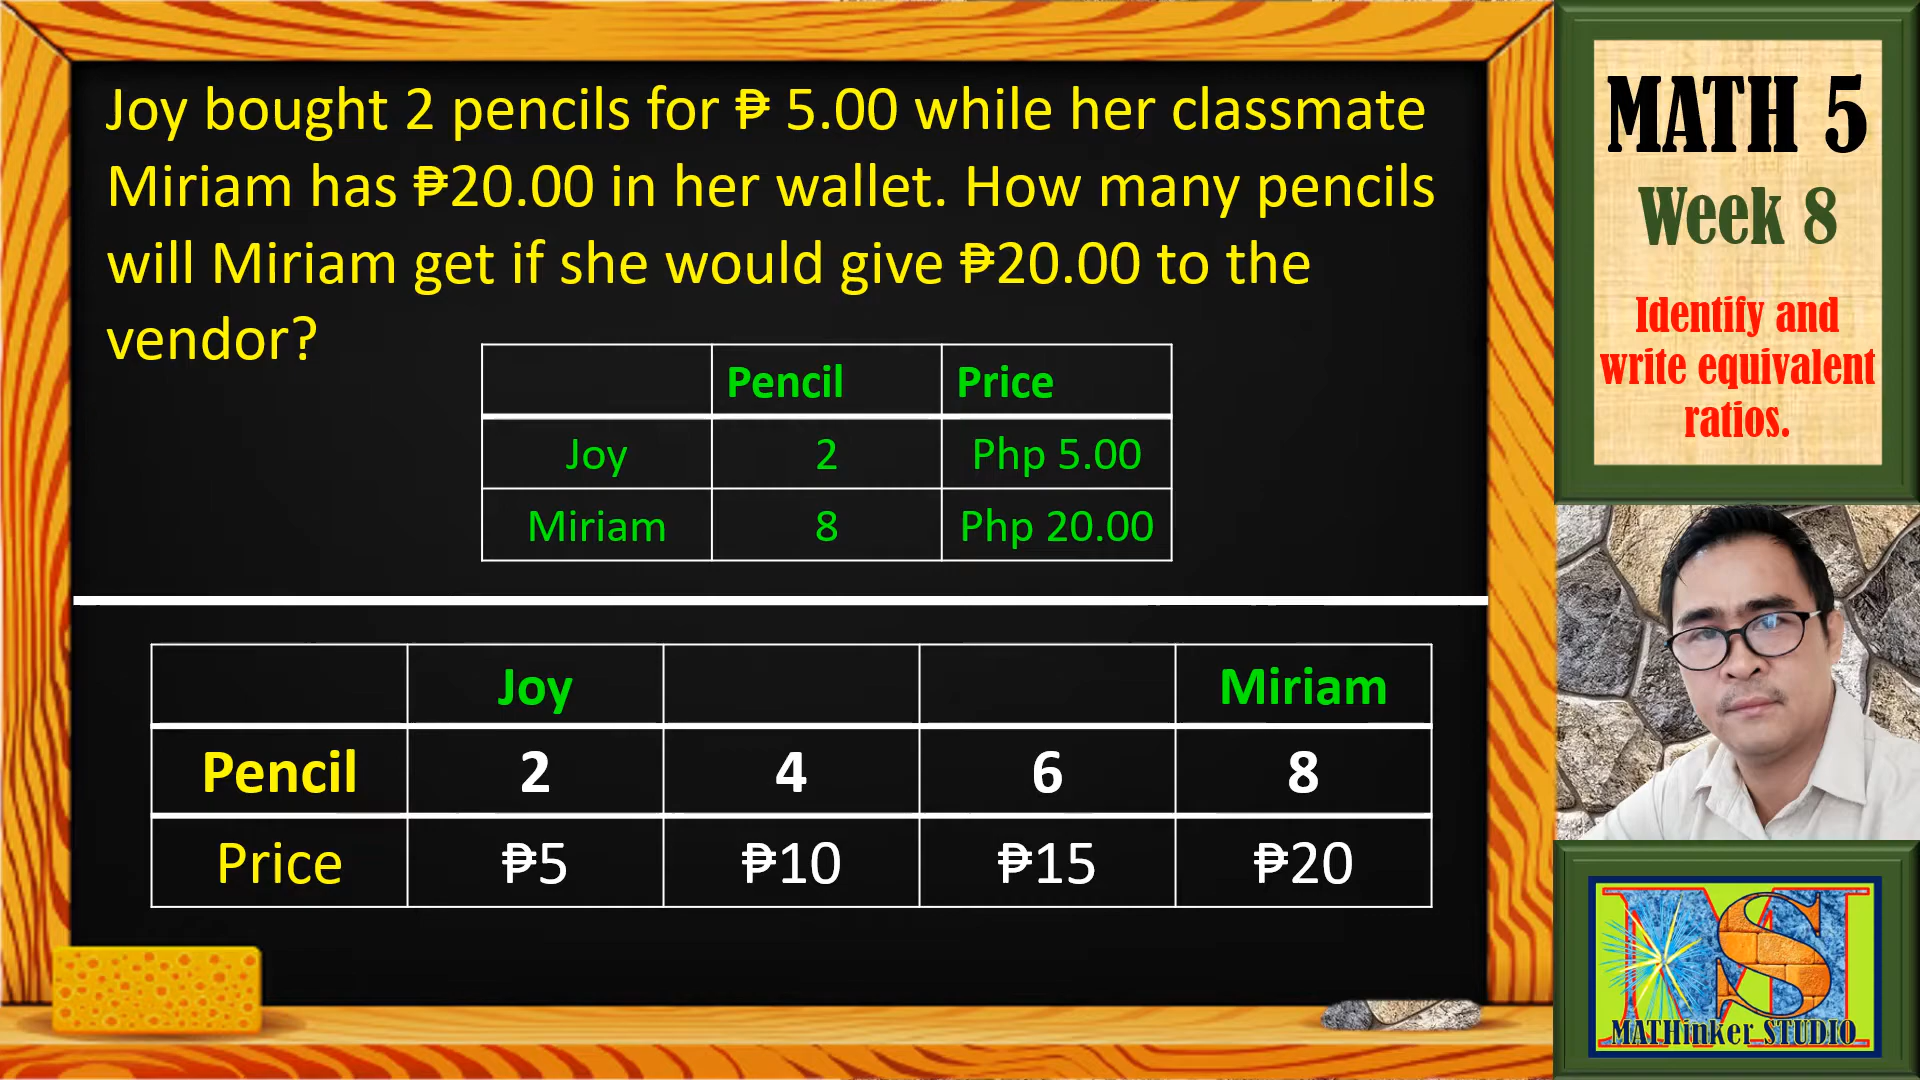 Joy bought 2 pencils for ₱ 5.00 while her classmate
Miriam has ₱20.00 in her wallet. How many pencils
will Miriam get if she would give ₱20.00 to the
vendor?
Pencil Price
Joy 2 Php 5.00
Miriam 8 Php 20.00
Joy Miriam
Pencil 2 4 6 8
Price ₱5 ₱10 ₱15 ₱20
MATH 5
Week 8
Identify and
write equivalent
ratios.
MS
MATHinker STUDIO